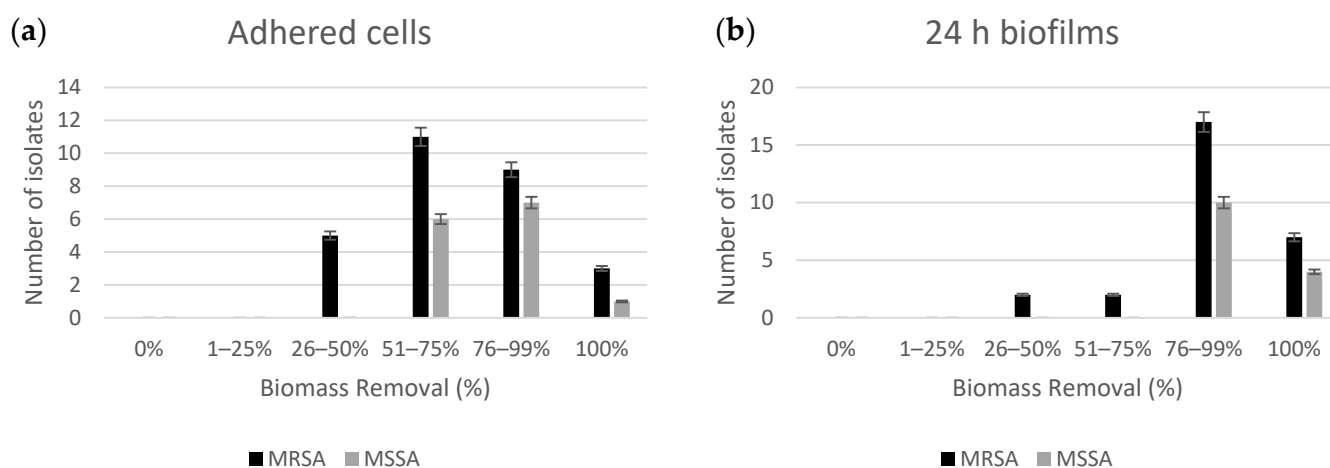 (a) Adhered cells
Number of isolates
14
12
10
8
6
4
2
0
0% 1–25% 26–50% 51–75% 76–99% 100%
Biomass Removal (%)
MRSA MSSA
(b) 24 h biofilms
Number of isolates
20
15
10
5
0
0% 1–25% 26–50% 51–75% 76–99% 100%
Biomass Removal (%)
MRSA MSSA